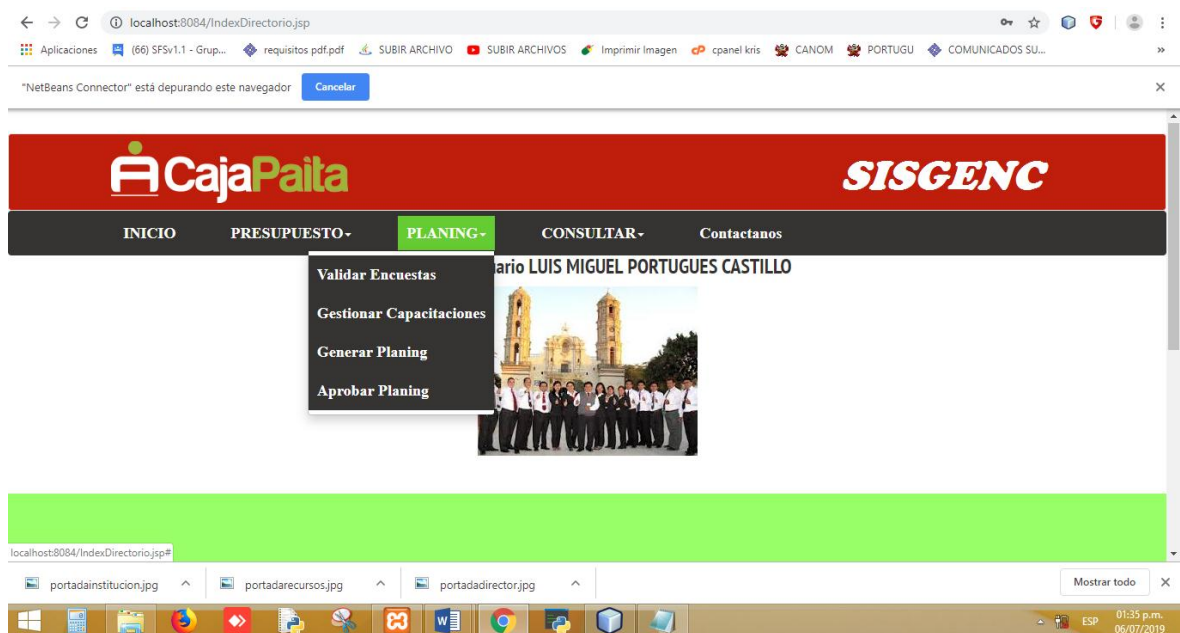 localhost:8084/IndexDirectorio.jsp
Aplicaciones (66) SFSv1.1 - Grup... requisitos pdf.pdf SUBIR ARCHIVO SUBIR ARCHIVOS Imprimir Imagen cpanel kris CANOM PORTUGU COMUNICADOS SU... »
"NetBeans Connector" está depurando este navegador Cancelar
CajaPaita SISGENC
INICIO PRESUPUESTO PLANING CONSULTAR Contactanos
uario LUIS MIGUEL PORTUGUES CASTILLO
Validar Encuestas
Gestionar Capacitaciones
Generar Planing
Aprobar Planing
localhost:8084/IndexDirectorio.jsp#
portadainstitucion.jpg portadarecursos.jpg portadadirector.jpg Mostrar todo
ESP 01:35 p.m.
06/07/2019